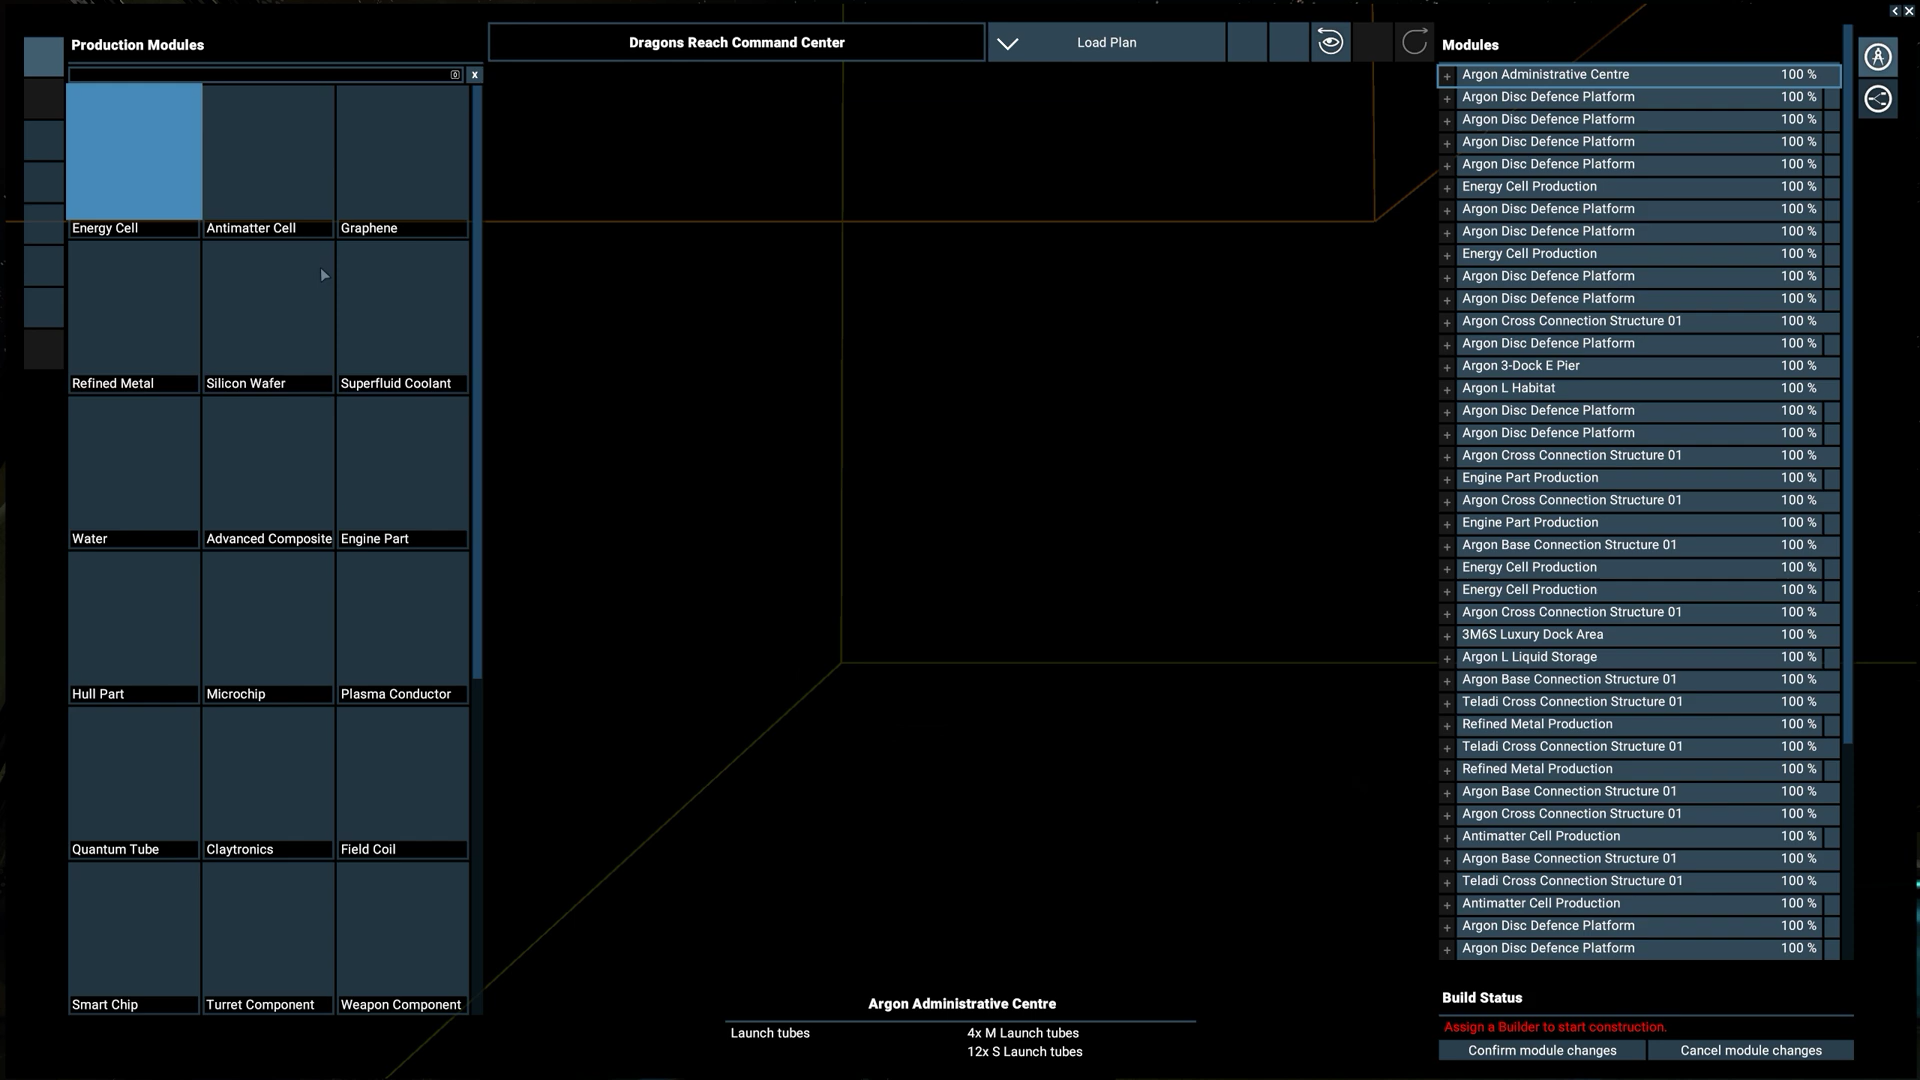 Production Modules
Dragons Reach Command Center
Load Plan
Modules
0
x
Energy Cell
Antimatter Cell
Graphene
Refined Metal
Silicon Wafer
Superfluid Coolant
Water
Advanced Composite
Engine Part
Hull Part
Microchip
Plasma Conductor
Quantum Tube
Claytronics
Field Coil
Smart Chip
Turret Component
Weapon Component
Argon Administrative Centre 100 %
Argon Disc Defence Platform 100 %
Argon Disc Defence Platform 100 %
Argon Disc Defence Platform 100 %
Argon Disc Defence Platform 100 %
Energy Cell Production 100 %
Argon Disc Defence Platform 100 %
Argon Disc Defence Platform 100 %
Energy Cell Production 100 %
Argon Disc Defence Platform 100 %
Argon Disc Defence Platform 100 %
Argon Cross Connection Structure 01 100 %
Argon Disc Defence Platform 100 %
Argon 3-Dock E Pier 100 %
Argon L Habitat 100 %
Argon Disc Defence Platform 100 %
Argon Disc Defence Platform 100 %
Argon Cross Connection Structure 01 100 %
Engine Part Production 100 %
Argon Cross Connection Structure 01 100 %
Engine Part Production 100 %
Argon Base Connection Structure 01 100 %
Energy Cell Production 100 %
Energy Cell Production 100 %
Argon Cross Connection Structure 01 100 %
3M6S Luxury Dock Area 100 %
Argon L Liquid Storage 100 %
Argon Base Connection Structure 01 100 %
Teladi Cross Connection Structure 01 100 %
Refined Metal Production 100 %
Teladi Cross Connection Structure 01 100 %
Refined Metal Production 100 %
Argon Base Connection Structure 01 100 %
Argon Cross Connection Structure 01 100 %
Antimatter Cell Production 100 %
Argon Base Connection Structure 01 100 %
Teladi Cross Connection Structure 01 100 %
Antimatter Cell Production 100 %
Argon Disc Defence Platform 100 %
Argon Disc Defence Platform 100 %
Argon Administrative Centre
Launch tubes
4x M Launch tubes
12x S Launch tubes
Build Status
Assign a Builder to start construction.
Confirm module changes
Cancel module changes